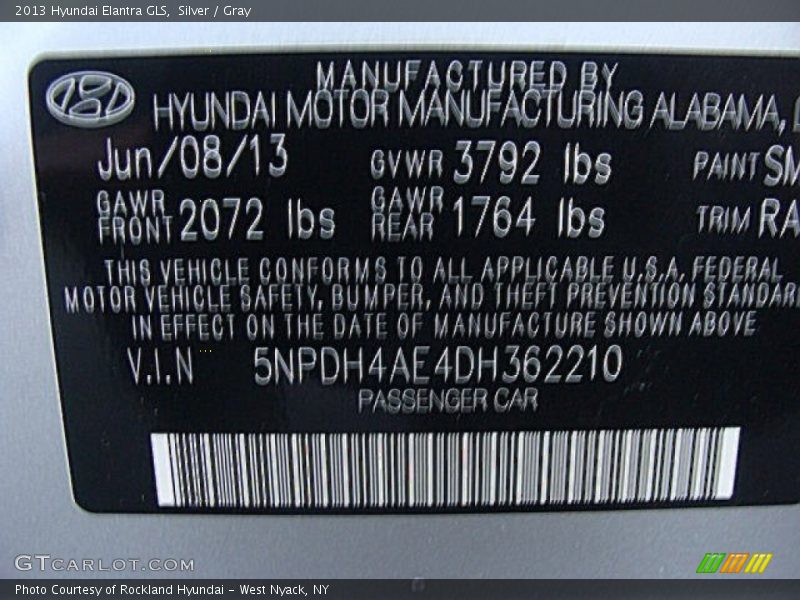 2013 Hyundai Elantra GLS, Silver / Gray
MANUFACTURED BY
HYUNDAI MOTOR MANUFACTURING ALABAMA,
Jun/08/13 GVWR 3792 lbs PAINT SM
GAWR FRONT 2072 lbs GAWR REAR 1764 lbs TRIM RA
THIS VEHICLE CONFORMS TO ALL APPLICABLE U.S.A. FEDERAL
MOTOR VEHICLE SAFETY, BUMPER, AND THEFT PREVENTION STANDAR
IN EFFECT ON THE DATE OF MANUFACTURE SHOWN ABOVE
V.I.N 5NPDH4AE4DH362210
PASSENGER CAR
GTCARLOT.COM
Photo Courtesy of Rockland Hyundai - West Nyack, NY